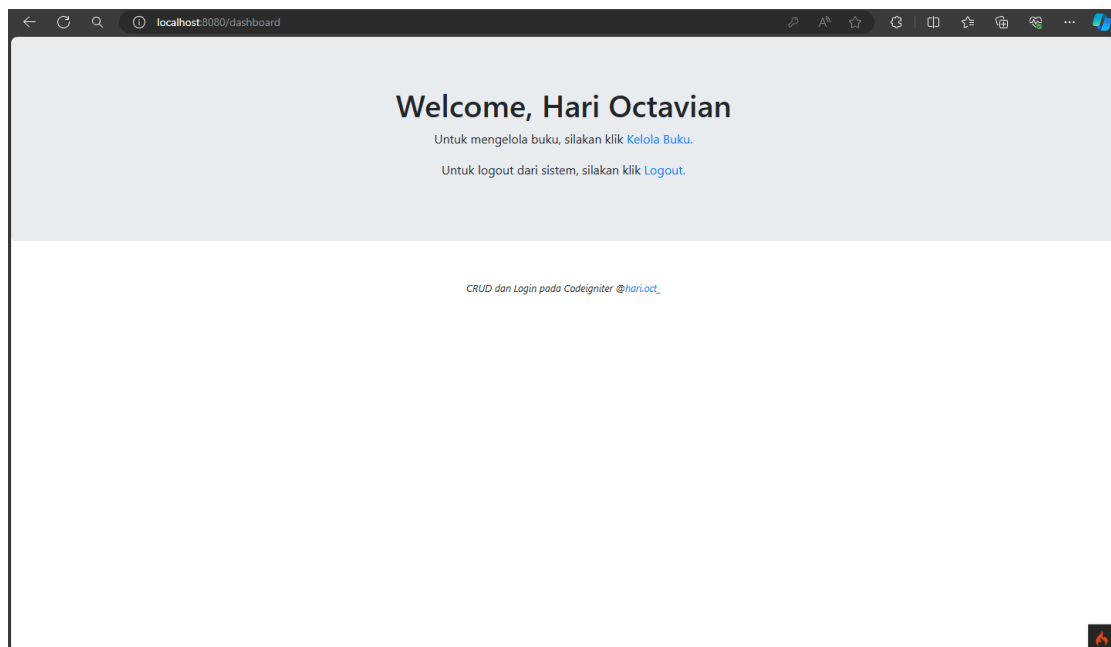 localhost:8080/dashboard
Welcome, Hari Octavian
Untuk mengelola buku, silakan klik Kelola Buku.
Untuk logout dari sistem, silakan klik Logout.
CRUD dan Login pada Codeigniter @hari.oct_